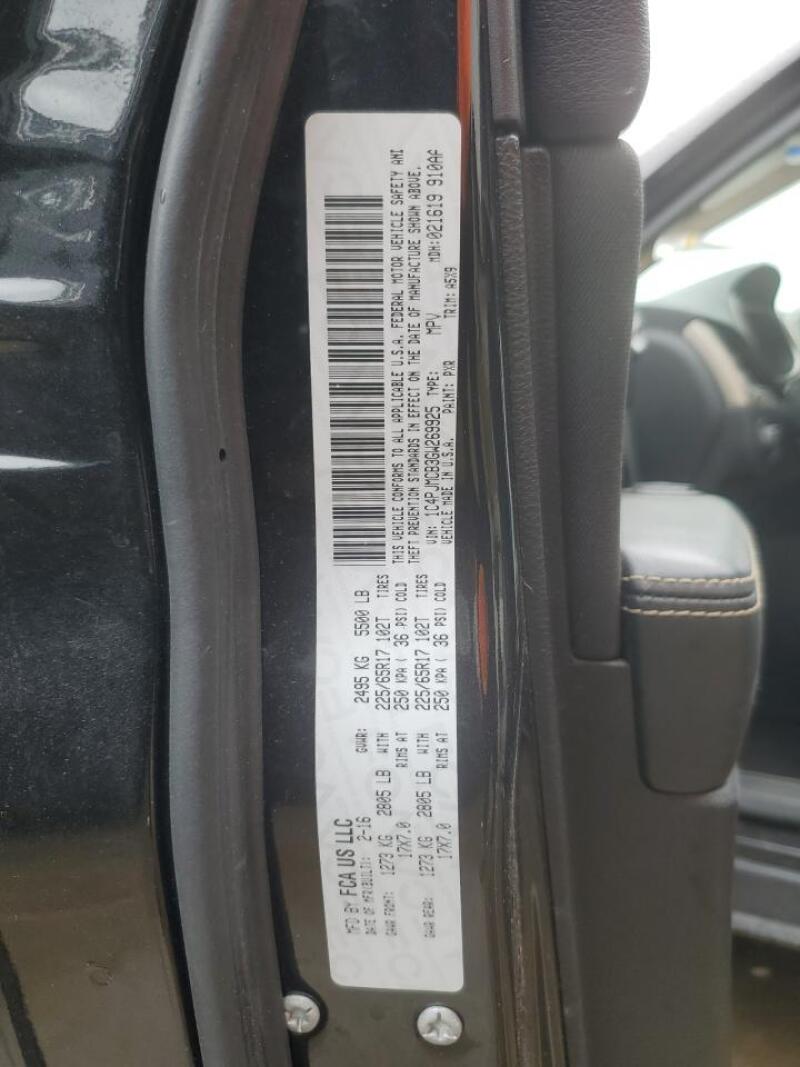 MFD BY FCA US LLC
DATE OF MFR(BUILT): 2-16 GVWR: 2495 KG 5500 LB
GAWR FRONT: 1273 KG 2805 LB WITH 225/65R17 102T TIRES
17X7.0 RIMS AT 250 KPA ( 36 PSI) COLD
GAWR REAR: 1273 KG 2805 LB WITH 225/65R17 102T TIRES
17X7.0 RIMS AT 250 KPA ( 36 PSI) COLD
THIS VEHICLE CONFORMS TO ALL APPLICABLE U.S.A. FEDERAL MOTOR VEHICLE SAFETY AND
THEFT PREVENTION STANDARDS IN EFFECT ON THE DATE OF MANUFACTURE SHOWN ABOVE.
VIN: 1C4PJMCB3GW269925 TYPE: MPV MDH:021619 910AF
VEHICLE MADE IN U.S.A. PAINT: PXR TRIM: A5X9